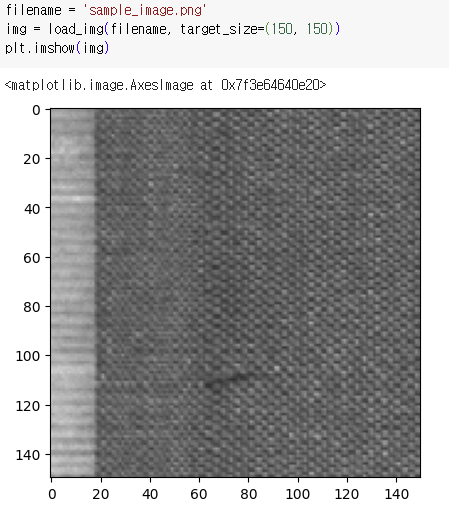 filename = 'sample_image.png'
img = load_img(filename, target_size=(150, 150))
plt.imshow(img)
<matplotlib.image.AxesImage at 0x7f3e64640e20>
0
20
40
60
80
100
120
140
0 20 40 60 80 100 120 140